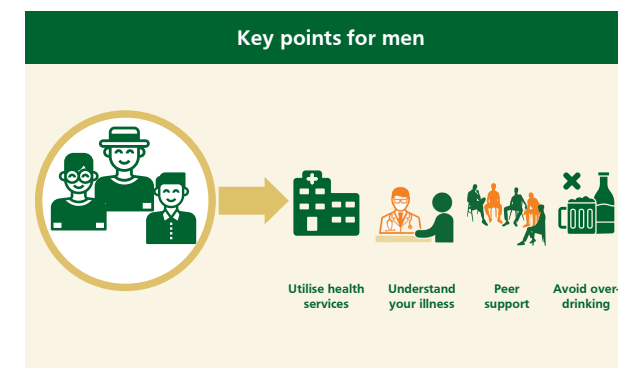 Key points for men
Utilise health
services
Understand
your illness
Peer
support
Avoid over-
drinking